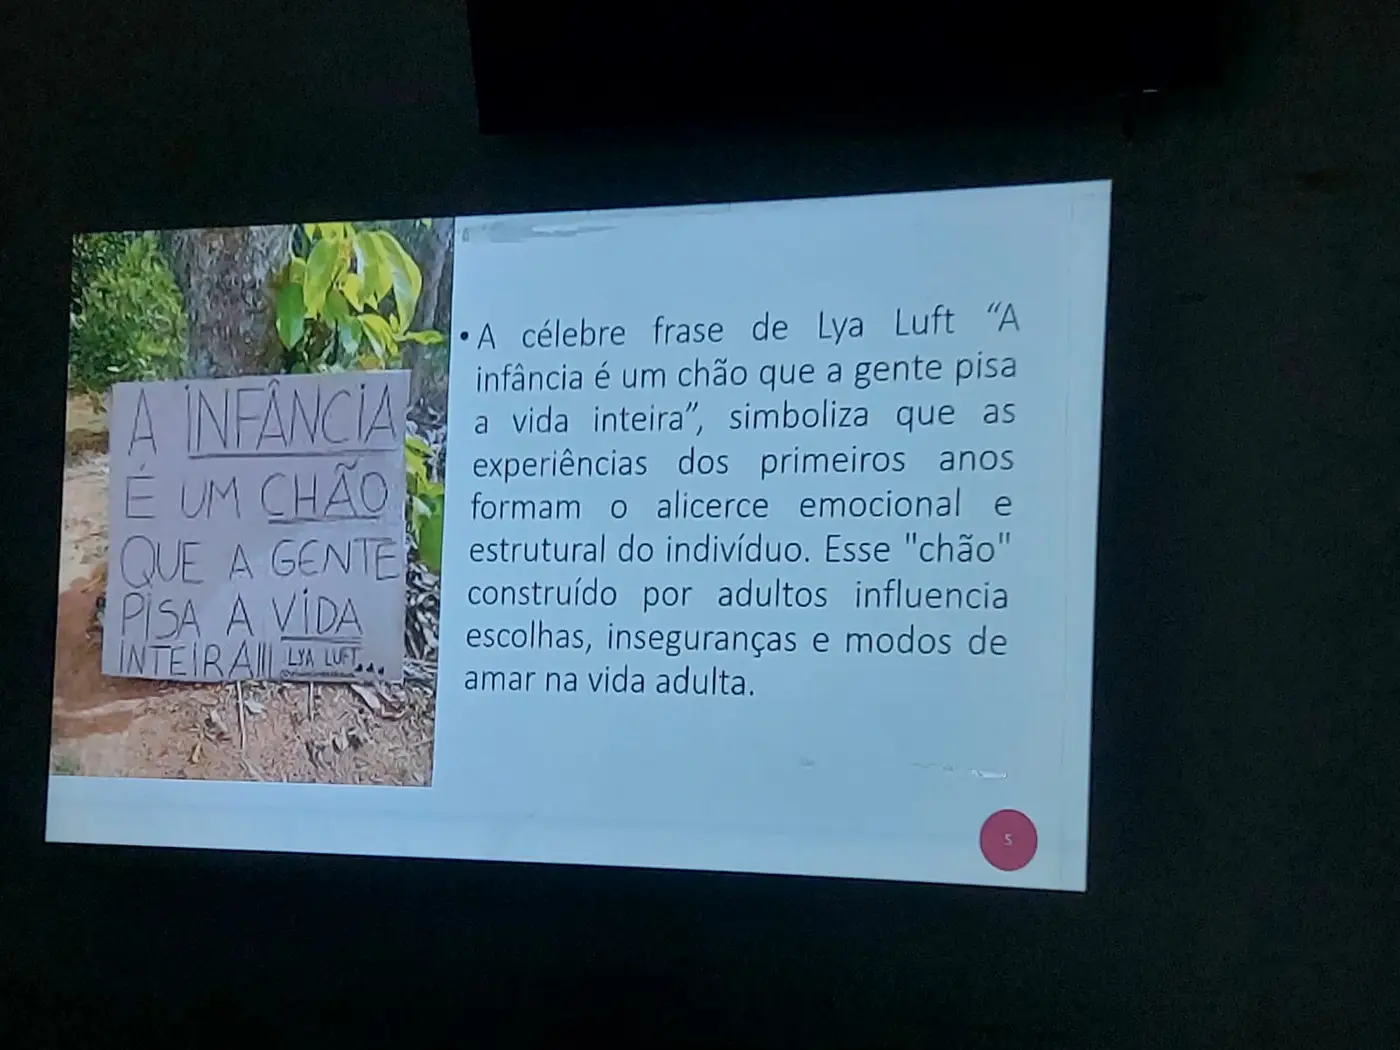 A INFÂNCIA
É UM CHÃO
QUE A GENTE
PISA A VIDA
INTEIRA!!! LYA LUFT
• A célebre frase de Lya Luft “A
infância é um chão que a gente pisa
a vida inteira”, simboliza que as
experiências dos primeiros anos
formam o alicerce emocional e
estrutural do indivíduo. Esse "chão"
construído por adultos influencia
escolhas, inseguranças e modos de
amar na vida adulta.
5